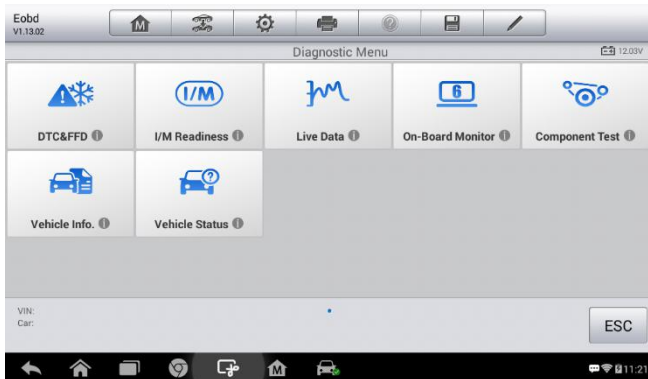 Eobd
V1.13.02
M
Diagnostic Menu
12.03V
I/M
6
DTC&FFD
I/M Readiness
Live Data
On-Board Monitor
Component Test
Vehicle Info.
Vehicle Status
VIN:
Car:
ESC
M
11:21